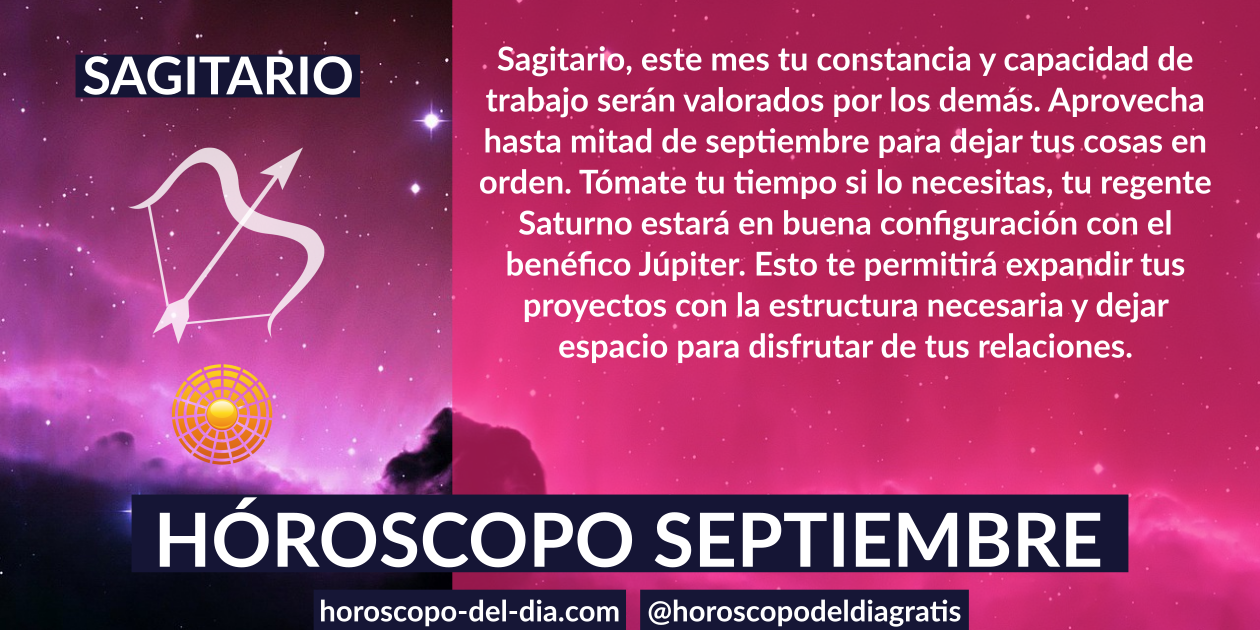 SAGITARIO
Sagitario, este mes tu constancia y capacidad de
trabajo serán valorados por los demás. Aprovecha
hasta mitad de septiembre para dejar tus cosas en
orden. Tómate tu tiempo si lo necesitas, tu regente
Saturno estará en buena configuración con el
benéfico Júpiter. Esto te permitirá expandir tus
proyectos con la estructura necesaria y dejar
espacio para disfrutar de tus relaciones.
HÓROSCOPO SEPTIEMBRE
horoscopo-del-dia.com
@horoscopodeldiagratis